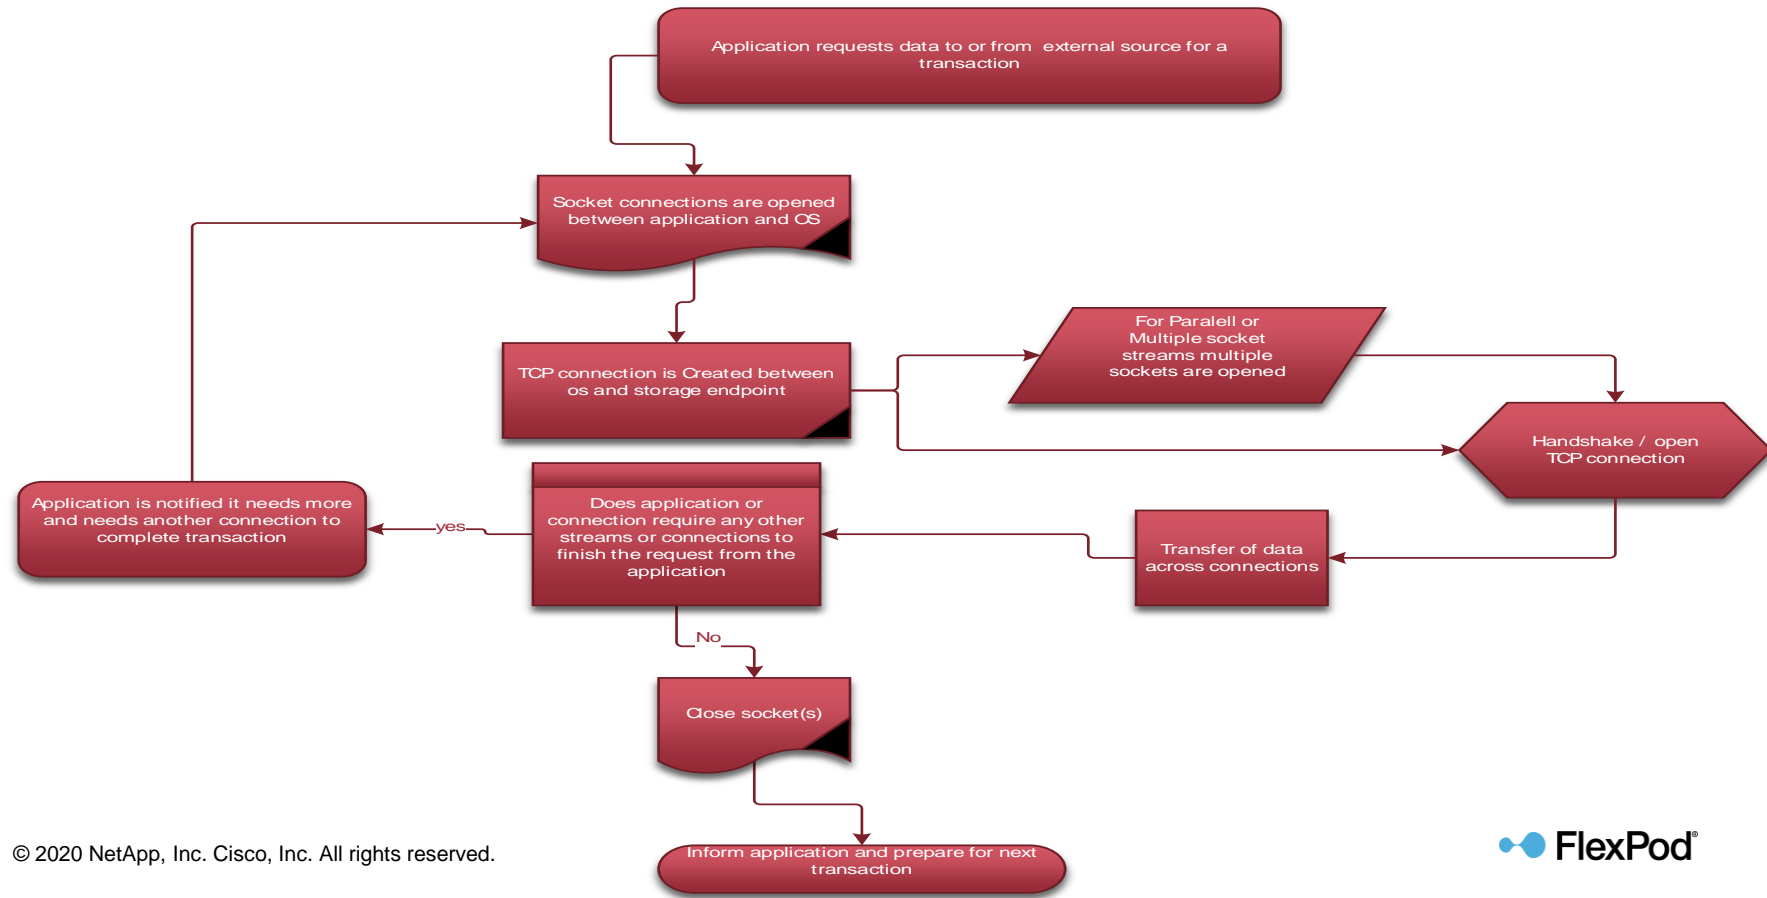 Application requests data to or from external source for a
transaction
Socket connections are opened
between application and OS
TCP connection is Created between
os and storage endpoint
For Paralell or
Multiple socket
streams multiple
sockets are opened
Handshake / open
TCP connection
Transfer of data
across connections
Does application or
connection require any other
streams or connections to
finish the request from the
application
yes
Application is notified it needs more
and needs another connection to
complete transaction
No
Close socket(s)
Inform application and prepare for next
transaction
© 2020 NetApp, Inc. Cisco, Inc. All rights reserved.
FlexPod®